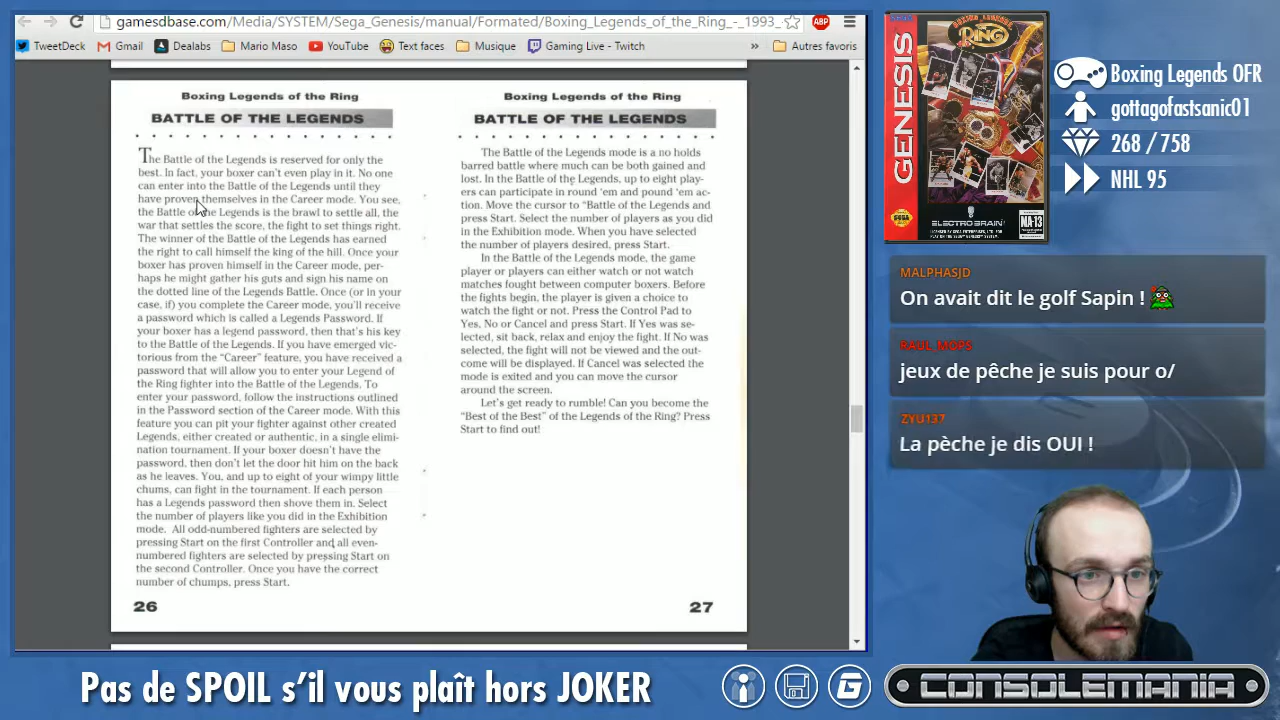 gamesdbase.com/Media/SYSTEM/Sega_Genesis/manual/Formated/Boxing_Legends_of_the_Ring_-_1993_-
ABP
TweetDeck
Gmail
Dealabs
Mario Maso
YouTube
Text faces
Musique
Gaming Live - Twitch
»
Autres favoris
Boxing Legends of the Ring
BATTLE OF THE LEGENDS
The Battle of the Legends is reserved for only the
best. In fact, your boxer can't even play in it. No one
can enter into the Battle of the Legends until they
have proven themselves in the Career mode. You see,
the Battle of the Legends is the brawl to settle all, the
war that settles the score, the fight to set things right.
The winner of the Battle of the Legends has earned
the right to call himself the king of the hill. Once your
boxer has proven himself in the Career mode, per-
haps he might gather his guts and sign his name on
the dotted line of the Legends Battle. Once (or in your
case, if) you complete the Career mode, you'll receive
a password which is called a Legends Password. If
your boxer has a legend password, then that's his key
to the Battle of the Legends. If you have emerged vic-
torious from the “Career” feature, you have received a
password that will allow you to enter your Legend of
the Ring fighter into the Battle of the Legends. To
enter your password, follow the instructions outlined
in the Password section of the Career mode. With this
feature you can pit your fighter against other created
Legends, either created or authentic, in a single elimi-
nation tournament. If your boxer doesn't have the
password, then don't let the door hit him on the back
as he leaves. You, and up to eight of your wimpy little
chums, can fight in the tournament. If each person
has a Legends password then shove them in. Select
the number of players like you did in the Exhibition
mode. All odd-numbered fighters are selected by
pressing Start on the first Controller and all even-
numbered fighters are selected by pressing Start on
the second Controller. Once you have the correct
number of chumps, press Start.
26
Boxing Legends of the Ring
BATTLE OF THE LEGENDS
The Battle of the Legends mode is a no holds
barred battle where much can be both gained and
lost. In the Battle of the Legends, up to eight play-
ers can participate in round 'em and pound 'em ac-
tion. Move the cursor to “Battle of the Legends and
press Start. Select the number of players as you did
in the Exhibition mode. When you have selected
the number of players desired, press Start.
In the Battle of the Legends mode, the game
player or players can either watch or not watch
matches fought between computer boxers. Before
the fights begin, the player is given a choice to
watch the fight or not. Press the Control Pad to
Yes, No or Cancel and press Start. If Yes was se-
lected, sit back, relax and enjoy the fight. If No was
selected, the fight will not be viewed and the out-
come will be displayed. If Cancel was selected the
mode is exited and you can move the cursor
around the screen.
Let's get ready to rumble! Can you become the
“Best of the Best” of the Legends of the Ring? Press
Start to find out!
27
GENESIS
RING
ELECTRO BRAIN
MA-13
Boxing Legends OFR
gottagofastsanic01
268 / 758
NHL 95
MALPHASJD
On avait dit le golf Sapin !
RAUL_MOPS
jeux de pêche je suis pour o/
ZYU137
La pèche je dis OUI !
Pas de SPOIL s'il vous plaît hors JOKER
G
CONSOLEMANIA